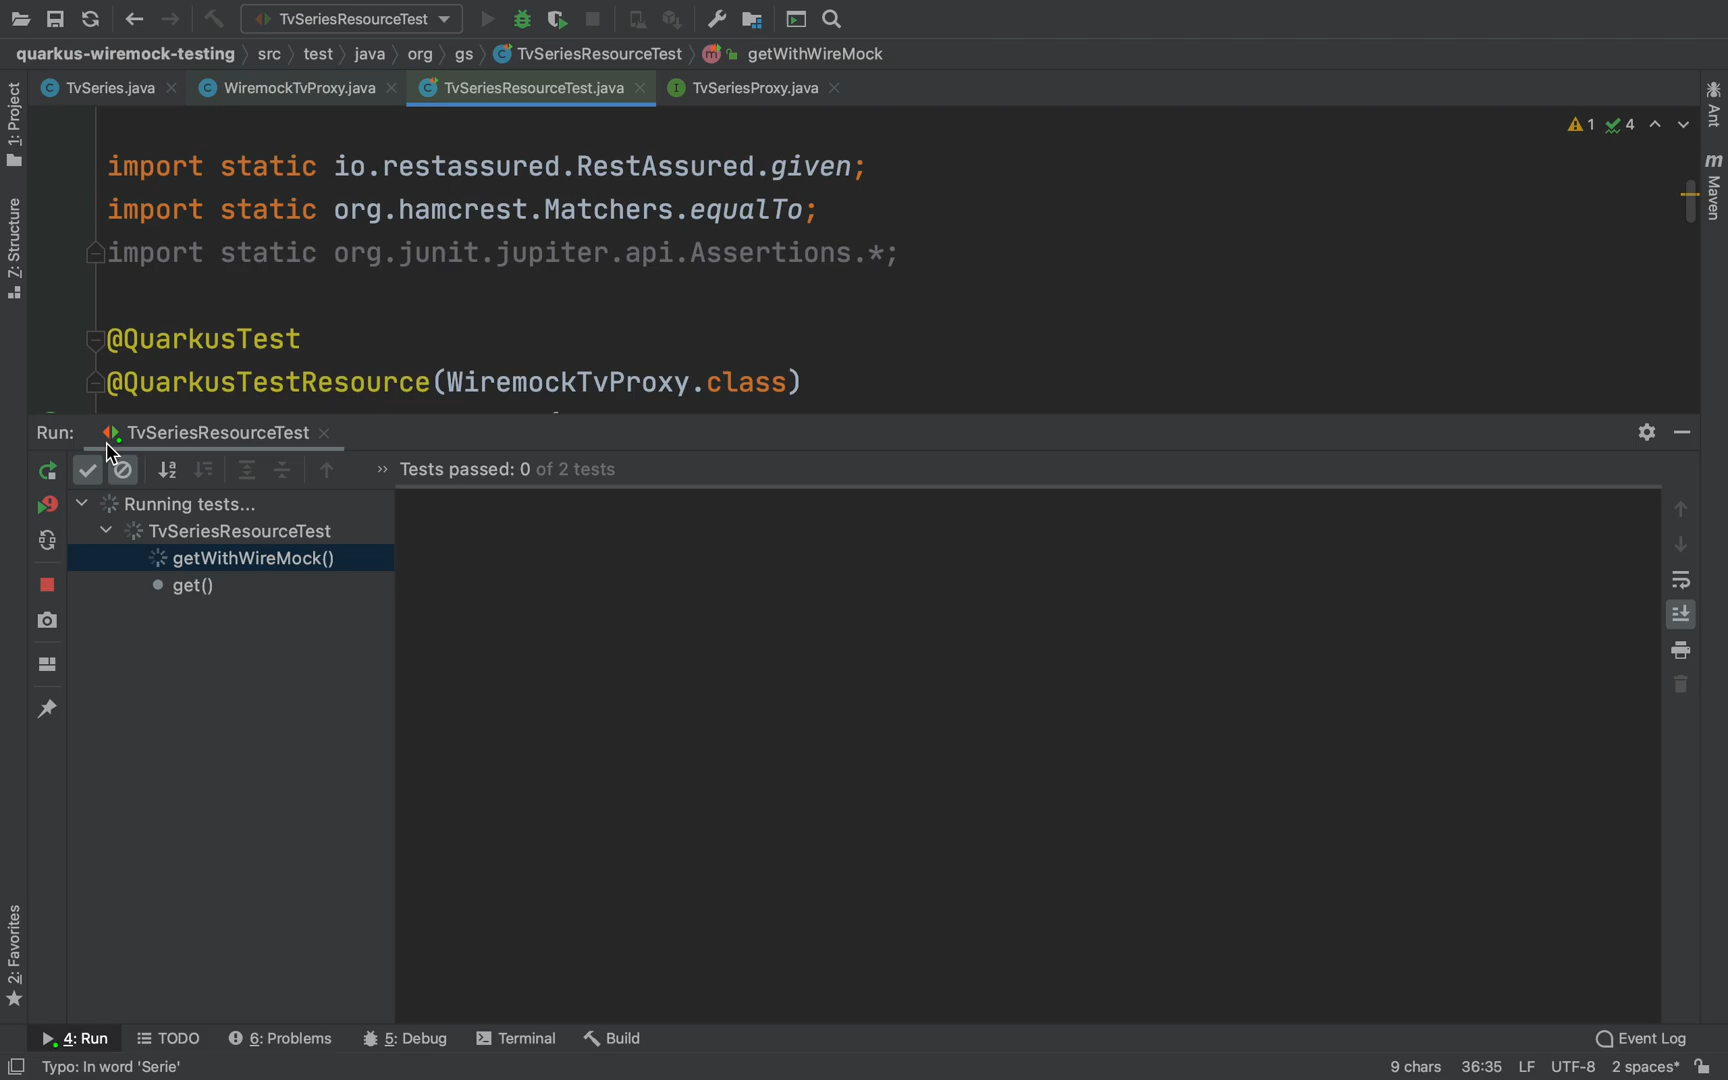 TvSeriesResourceTest
quarkus-wiremock-testing src test java org gs TvSeriesResourceTest getWithWireMock
TvSeries.java WiremockTvProxy.java TvSeriesResourceTest.java TvSeriesProxy.java
1: Project
7: Structure
2: Favorites
Ant
Maven
1 4
import static io.restassured.RestAssured.given;
import static org.hamcrest.Matchers.equalTo;
import static org.junit.jupiter.api.Assertions.*;
@QuarkusTest
@QuarkusTestResource(WiremockTvProxy.class)
Run: TvSeriesResourceTest
Tests passed: 0 of 2 tests
Running tests...
TvSeriesResourceTest
getWithWireMock()
get()
4: Run TODO 6: Problems 5: Debug Terminal Build Event Log
Typo: In word 'Serie' 9 chars 36:35 LF UTF-8 2 spaces*